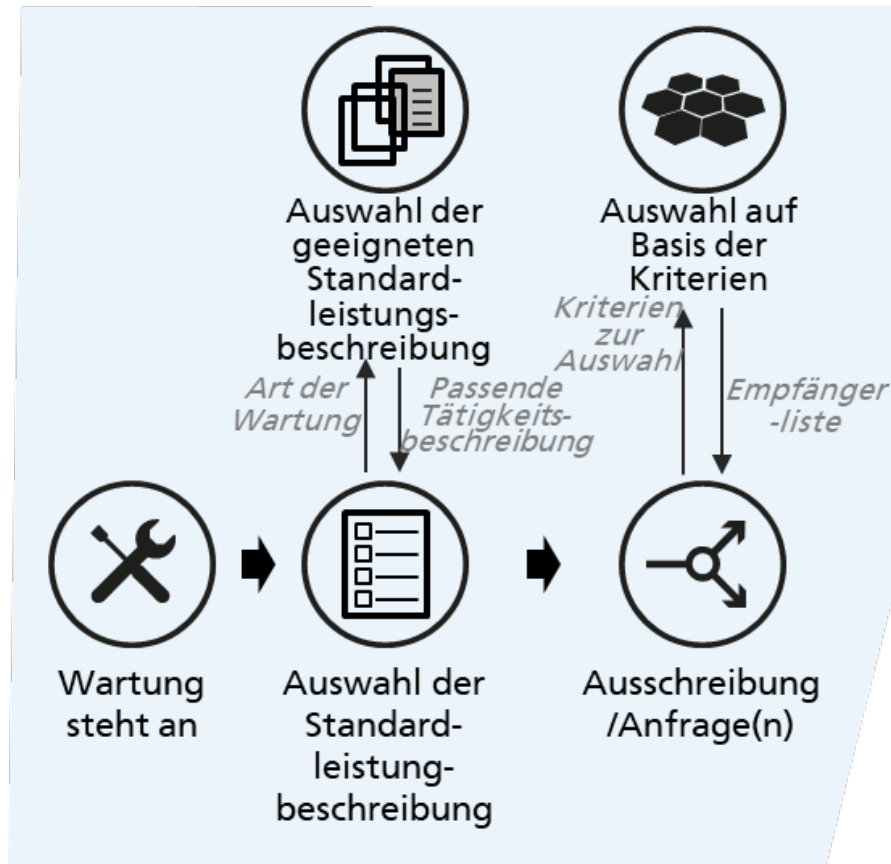 Auswahl der
geeigneten
Standard-
leistungs-
beschreibung
Auswahl auf
Basis der
Kriterien
Kriterien
zur
Auswahl
Art der
Wartung
Passende
Tätigkeits-
beschreibung
Empfänger
-liste
Wartung
steht an
Auswahl der
Standard-
leistung-
beschreibung
Ausschreibung
/Anfrage(n)